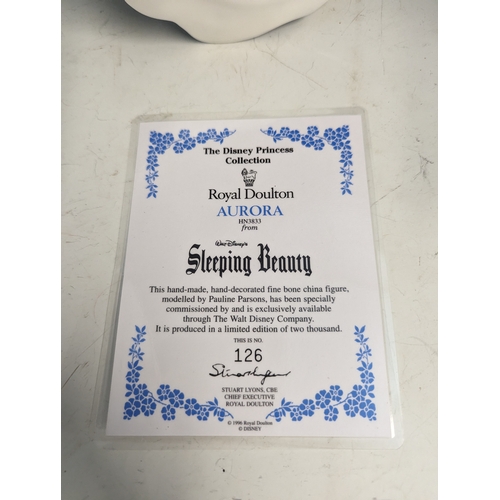 The Disney Princess
Collection
Royal Doulton
AURORA
HN3833
from
Walt Disney's
Sleeping Beauty
This hand-made, hand-decorated fine bone china figure,
modelled by Pauline Parsons, has been specially
commissioned by and is exclusively available
through The Walt Disney Company.
It is produced in a limited edition of two thousand.
THIS IS NO.
126
STUART LYONS, CBE
CHIEF EXECUTIVE
ROYAL DOULTON
© 1996 Royal Doulton
© DISNEY